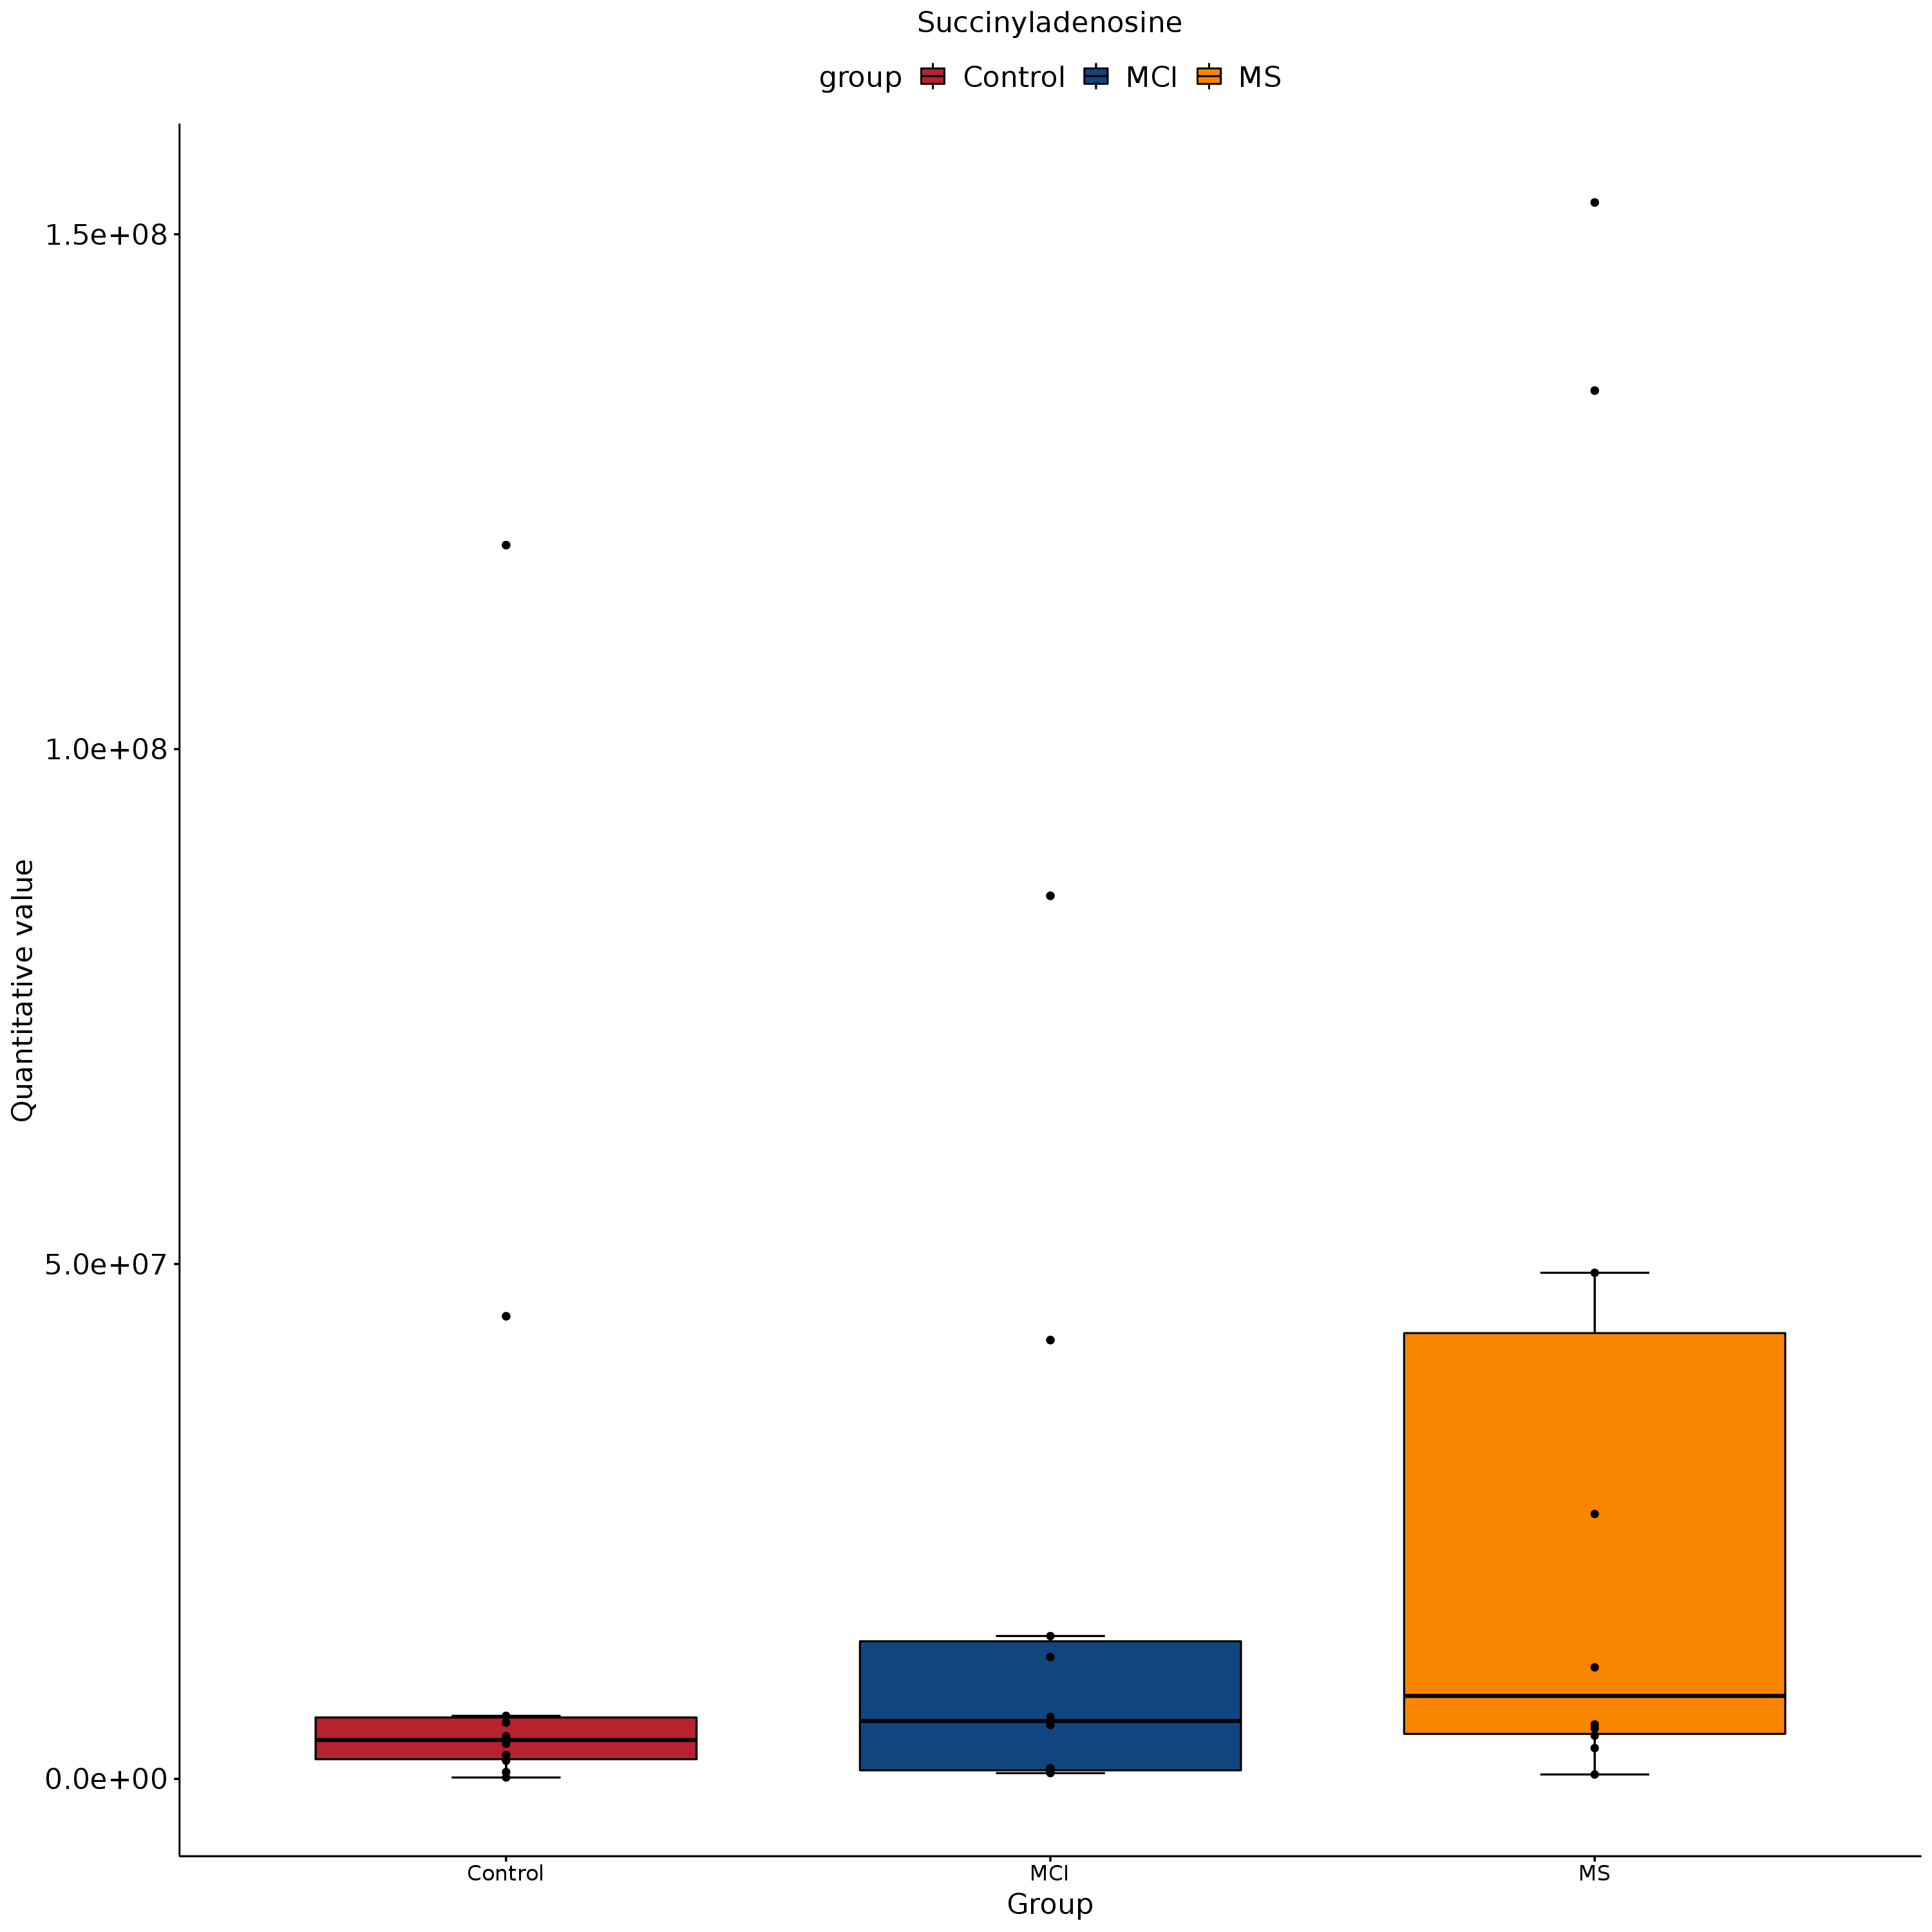 Succinyladenosine
group Control MCI MS
1.5e+08
1.0e+08
5.0e+07
0.0e+00
Quantitative value
Control MCI MS
Group